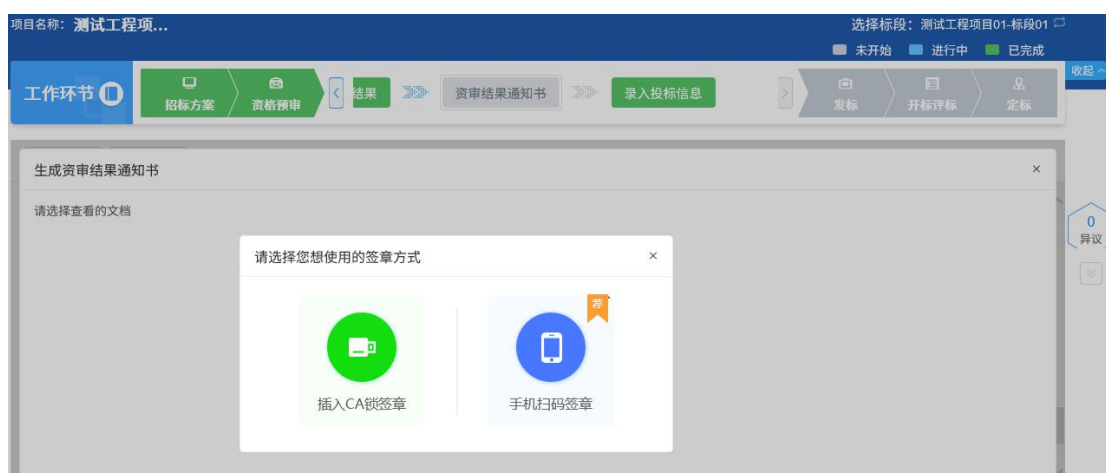 项目名称：测试工程项...
选择标段：测试工程项目01-标段01
未开始 进行中 已完成
收起
工作环节
招标方案
资格预审
结果
资审结果通知书
录入投标信息
发标
开标评标
定标
生成资审结果通知书
请选择查看的文档
0
异议
请选择您想使用的签章方式
荐
插入CA锁签章
手机扫码签章